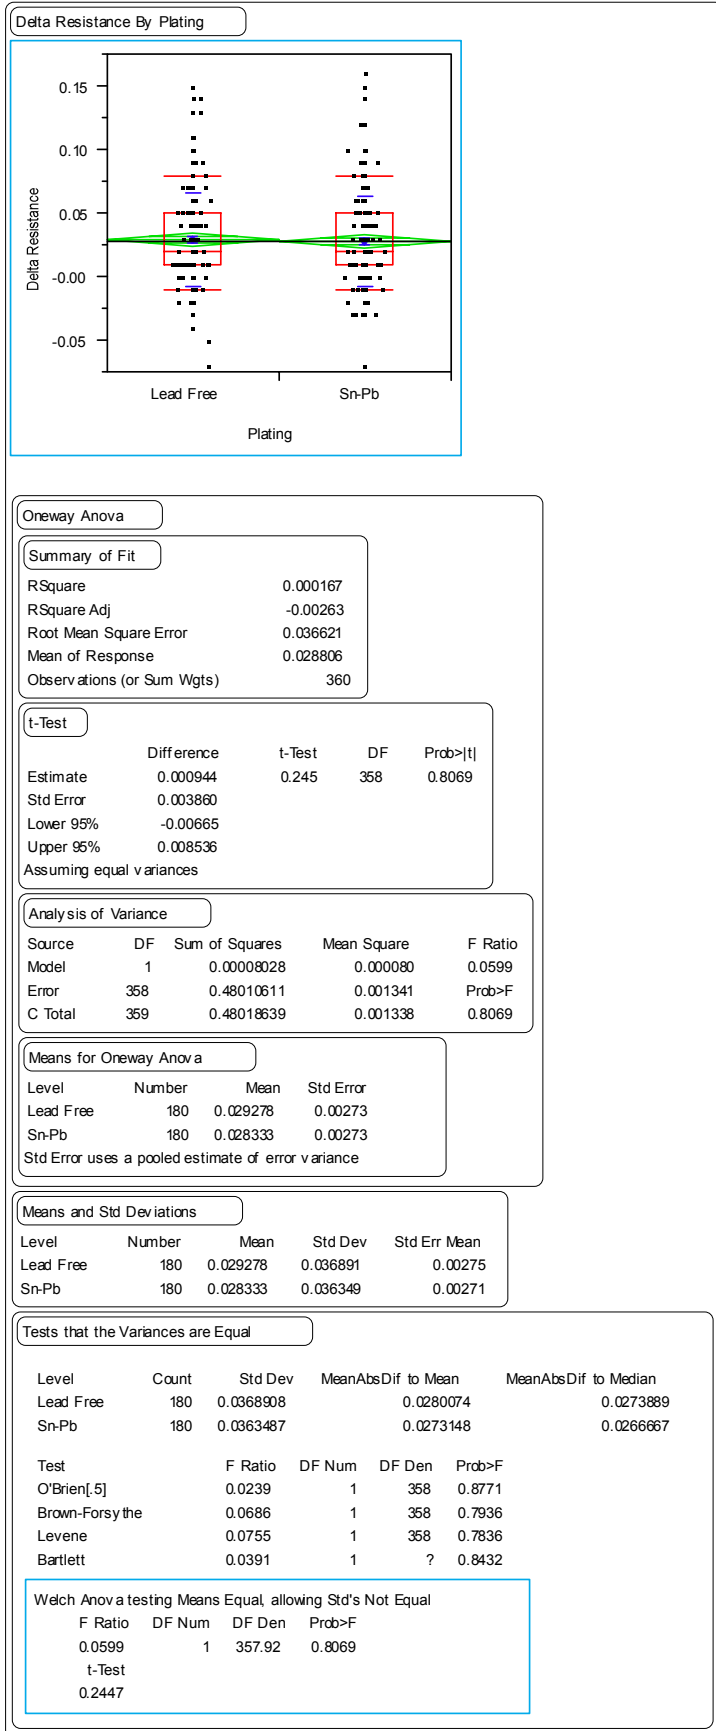 Delta Resistance By Plating
0.15
0.10
0.05
-0.00
-0.05
Delta Resistance
Lead Free Sn-Pb
Plating
Oneway Anova
Summary of Fit
RSquare 0.000167
RSquare Adj -0.00263
Root Mean Square Error 0.036621
Mean of Response 0.028806
Observations (or Sum Wgts) 360
t-Test
Difference t-Test DF Prob>|t|
Estimate 0.000944 0.245 358 0.8069
Std Error 0.003860
Lower 95% -0.00665
Upper 95% 0.008536
Assuming equal variances
Analysis of Variance
Source DF Sum of Squares Mean Square F Ratio
Model 1 0.00008028 0.000080 0.0599
Error 358 0.48010611 0.001341 Prob>F
C Total 359 0.48018639 0.001338 0.8069
Means for Oneway Anova
Level Number Mean Std Error
Lead Free 180 0.029278 0.00273
Sn-Pb 180 0.028333 0.00273
Std Error uses a pooled estimate of error variance
Means and Std Deviations
Level Number Mean Std Dev Std Err Mean
Lead Free 180 0.029278 0.036891 0.00275
Sn-Pb 180 0.028333 0.036349 0.00271
Tests that the Variances are Equal
Level Count Std Dev MeanAbsDif to Mean MeanAbsDif to Median
Lead Free 180 0.0368908 0.0280074 0.0273889
Sn-Pb 180 0.0363487 0.0273148 0.0266667
Test F Ratio DF Num DF Den Prob>F
O'Brien[.5] 0.0239 1 358 0.8771
Brown-Forsythe 0.0686 1 358 0.7936
Levene 0.0755 1 358 0.7836
Bartlett 0.0391 1 ? 0.8432
Welch Anova testing Means Equal, allowing Std's Not Equal
F Ratio DF Num DF Den Prob>F
0.0599 1 357.92 0.8069
t-Test
0.2447